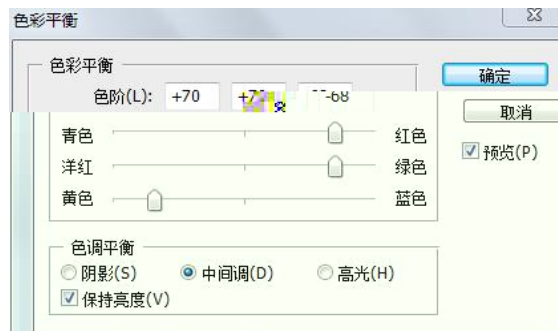 色彩平衡
色彩平衡
确定
色阶(L): +70
取消
青色 红色
预览(P)
洋红 绿色
黄色 蓝色
色调平衡
阴影(S) 中间调(D) 高光(H)
保持亮度(V)